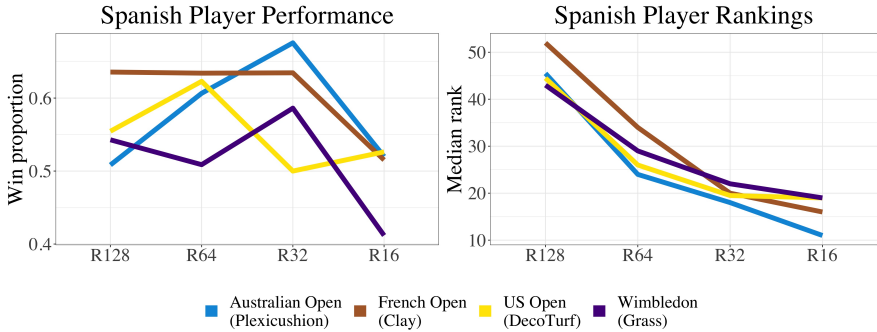 Spanish Player Performance
Win proportion
0.6
0.5
0.4
R128 R64 R32 R16
Spanish Player Rankings
Median rank
50
40
30
20
10
R128 R64 R32 R16
Australian Open
(Plexicushion)
French Open
(Clay)
US Open
(DecoTurf)
Wimbledon
(Grass)